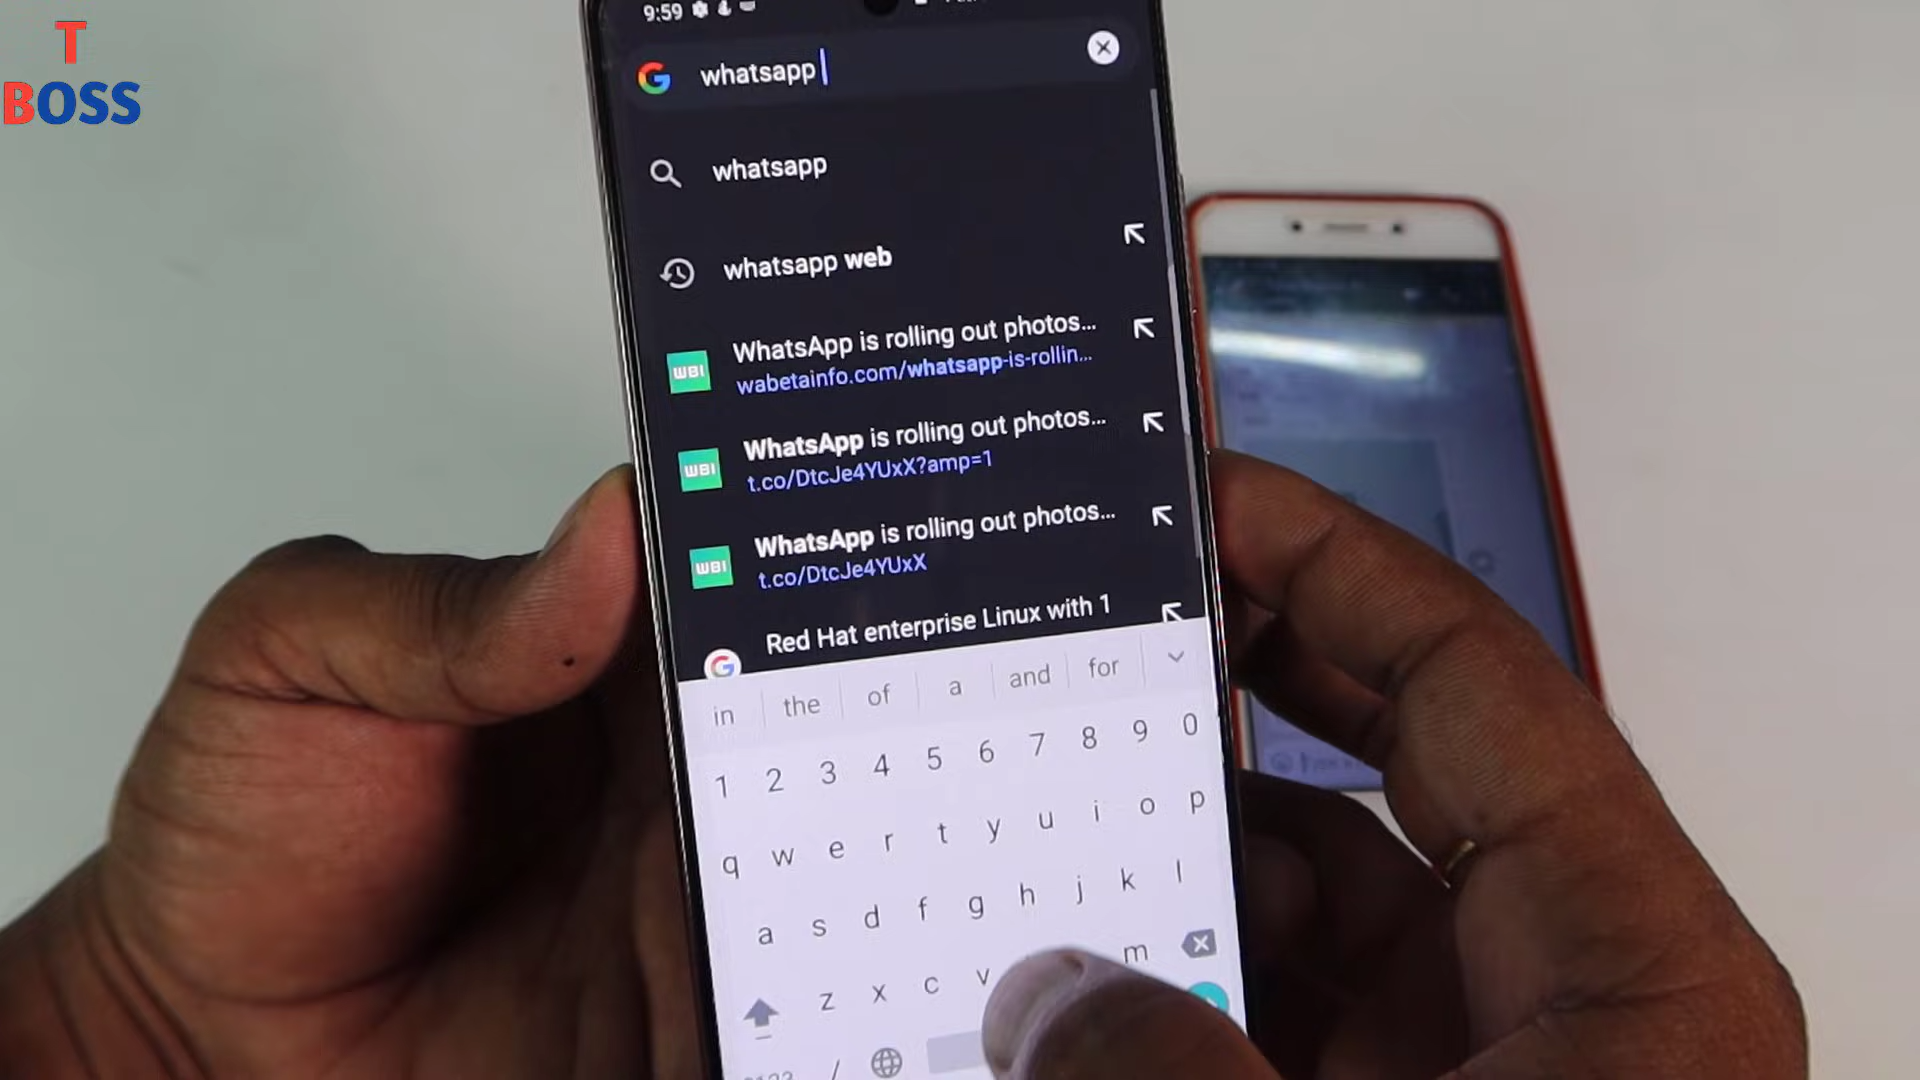 T
BOSS
9:59
whatsapp
whatsapp
whatsapp web
WhatsApp is rolling out photos...
wabetainfo.com/whatsapp-is-rollin...
WBI
WhatsApp is rolling out photos...
t.co/DtcJe4YUxX?amp=1
WBI
WhatsApp is rolling out photos...
t.co/DtcJe4YUxX
WBI
Red Hat enterprise Linux with 1
in the of a and for
1 2 3 4 5 6 7 8 9 0
q w e r t y u i o p
a s d f g h j k l
z x c v m
/